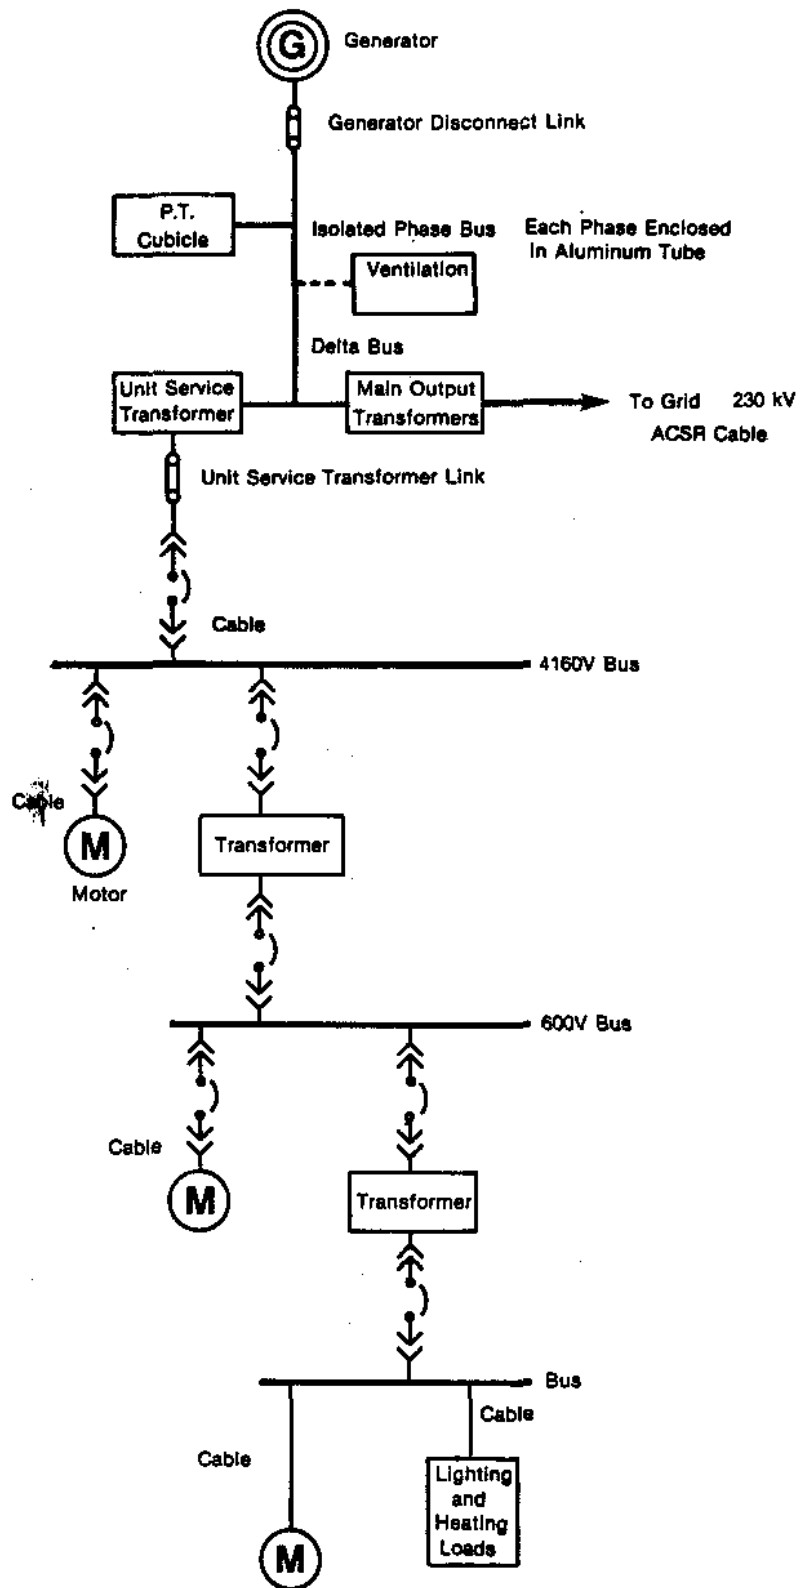 G
Generator
Generator Disconnect Link
P.T.
Cubicle
Isolated Phase Bus
Each Phase Enclosed
in Aluminum Tube
Ventilation
Delta Bus
Unit Service
Transformer
Main Output
Transformers
To Grid 230 kV
ACSR Cable
Unit Service Transformer Link
Cable
4160V Bus
Cable
M
Motor
Transformer
600V Bus
Cable
M
Transformer
Bus
Cable
Cable
Lighting
and
Heating
Loads
M